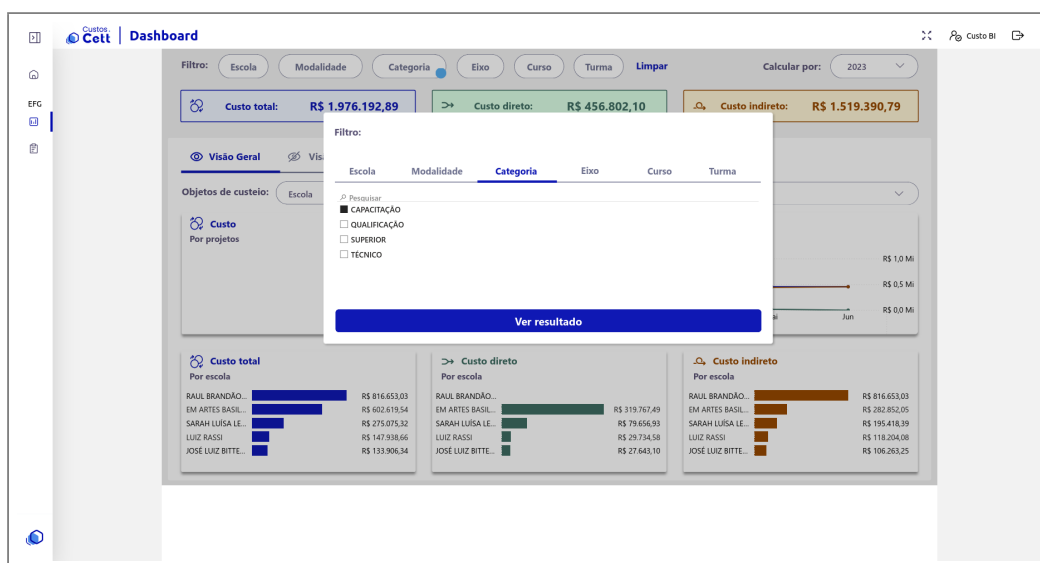 Custos.
Cett Dashboard
Custo BI
EFG
Filtro: Escola Modalidade Categoria Eixo Curso Turma Limpar Calcular por: 2023
Custo total: R$ 1.976.192,89
Custo direto: R$ 456.802,10
Custo indireto: R$ 1.519.390,79
Visão Geral Vis
Objetos de custeio: Escola
Filtro:
Escola Modalidade Categoria Eixo Curso Turma
Pesquisar
CAPACITAÇÃO
QUALIFICAÇÃO
SUPERIOR
TÉCNICO
Ver resultado
Custo
Por projetos
R$ 1,0 Mi
R$ 0,5 Mi
R$ 0,0 Mi
ai Jun
Custo total
Por escola
RAUL BRANDÃO... R$ 816.653,03
EM ARTES BASIL... R$ 602.619,54
SARAH LUÍSA LE... R$ 275.075,32
LUIZ RASSI R$ 147.938,66
JOSÉ LUIZ BITTE... R$ 133.906,34
Custo direto
Por escola
RAUL BRANDÃO...
EM ARTES BASIL... R$ 319.767,49
SARAH LUÍSA LE... R$ 79.656,93
LUIZ RASSI R$ 29.734,58
JOSÉ LUIZ BITTE... R$ 27.643,10
Custo indireto
Por escola
RAUL BRANDÃO... R$ 816.653,03
EM ARTES BASIL... R$ 282.852,05
SARAH LUÍSA LE... R$ 195.418,39
LUIZ RASSI R$ 118.204,08
JOSÉ LUIZ BITTE... R$ 106.263,25